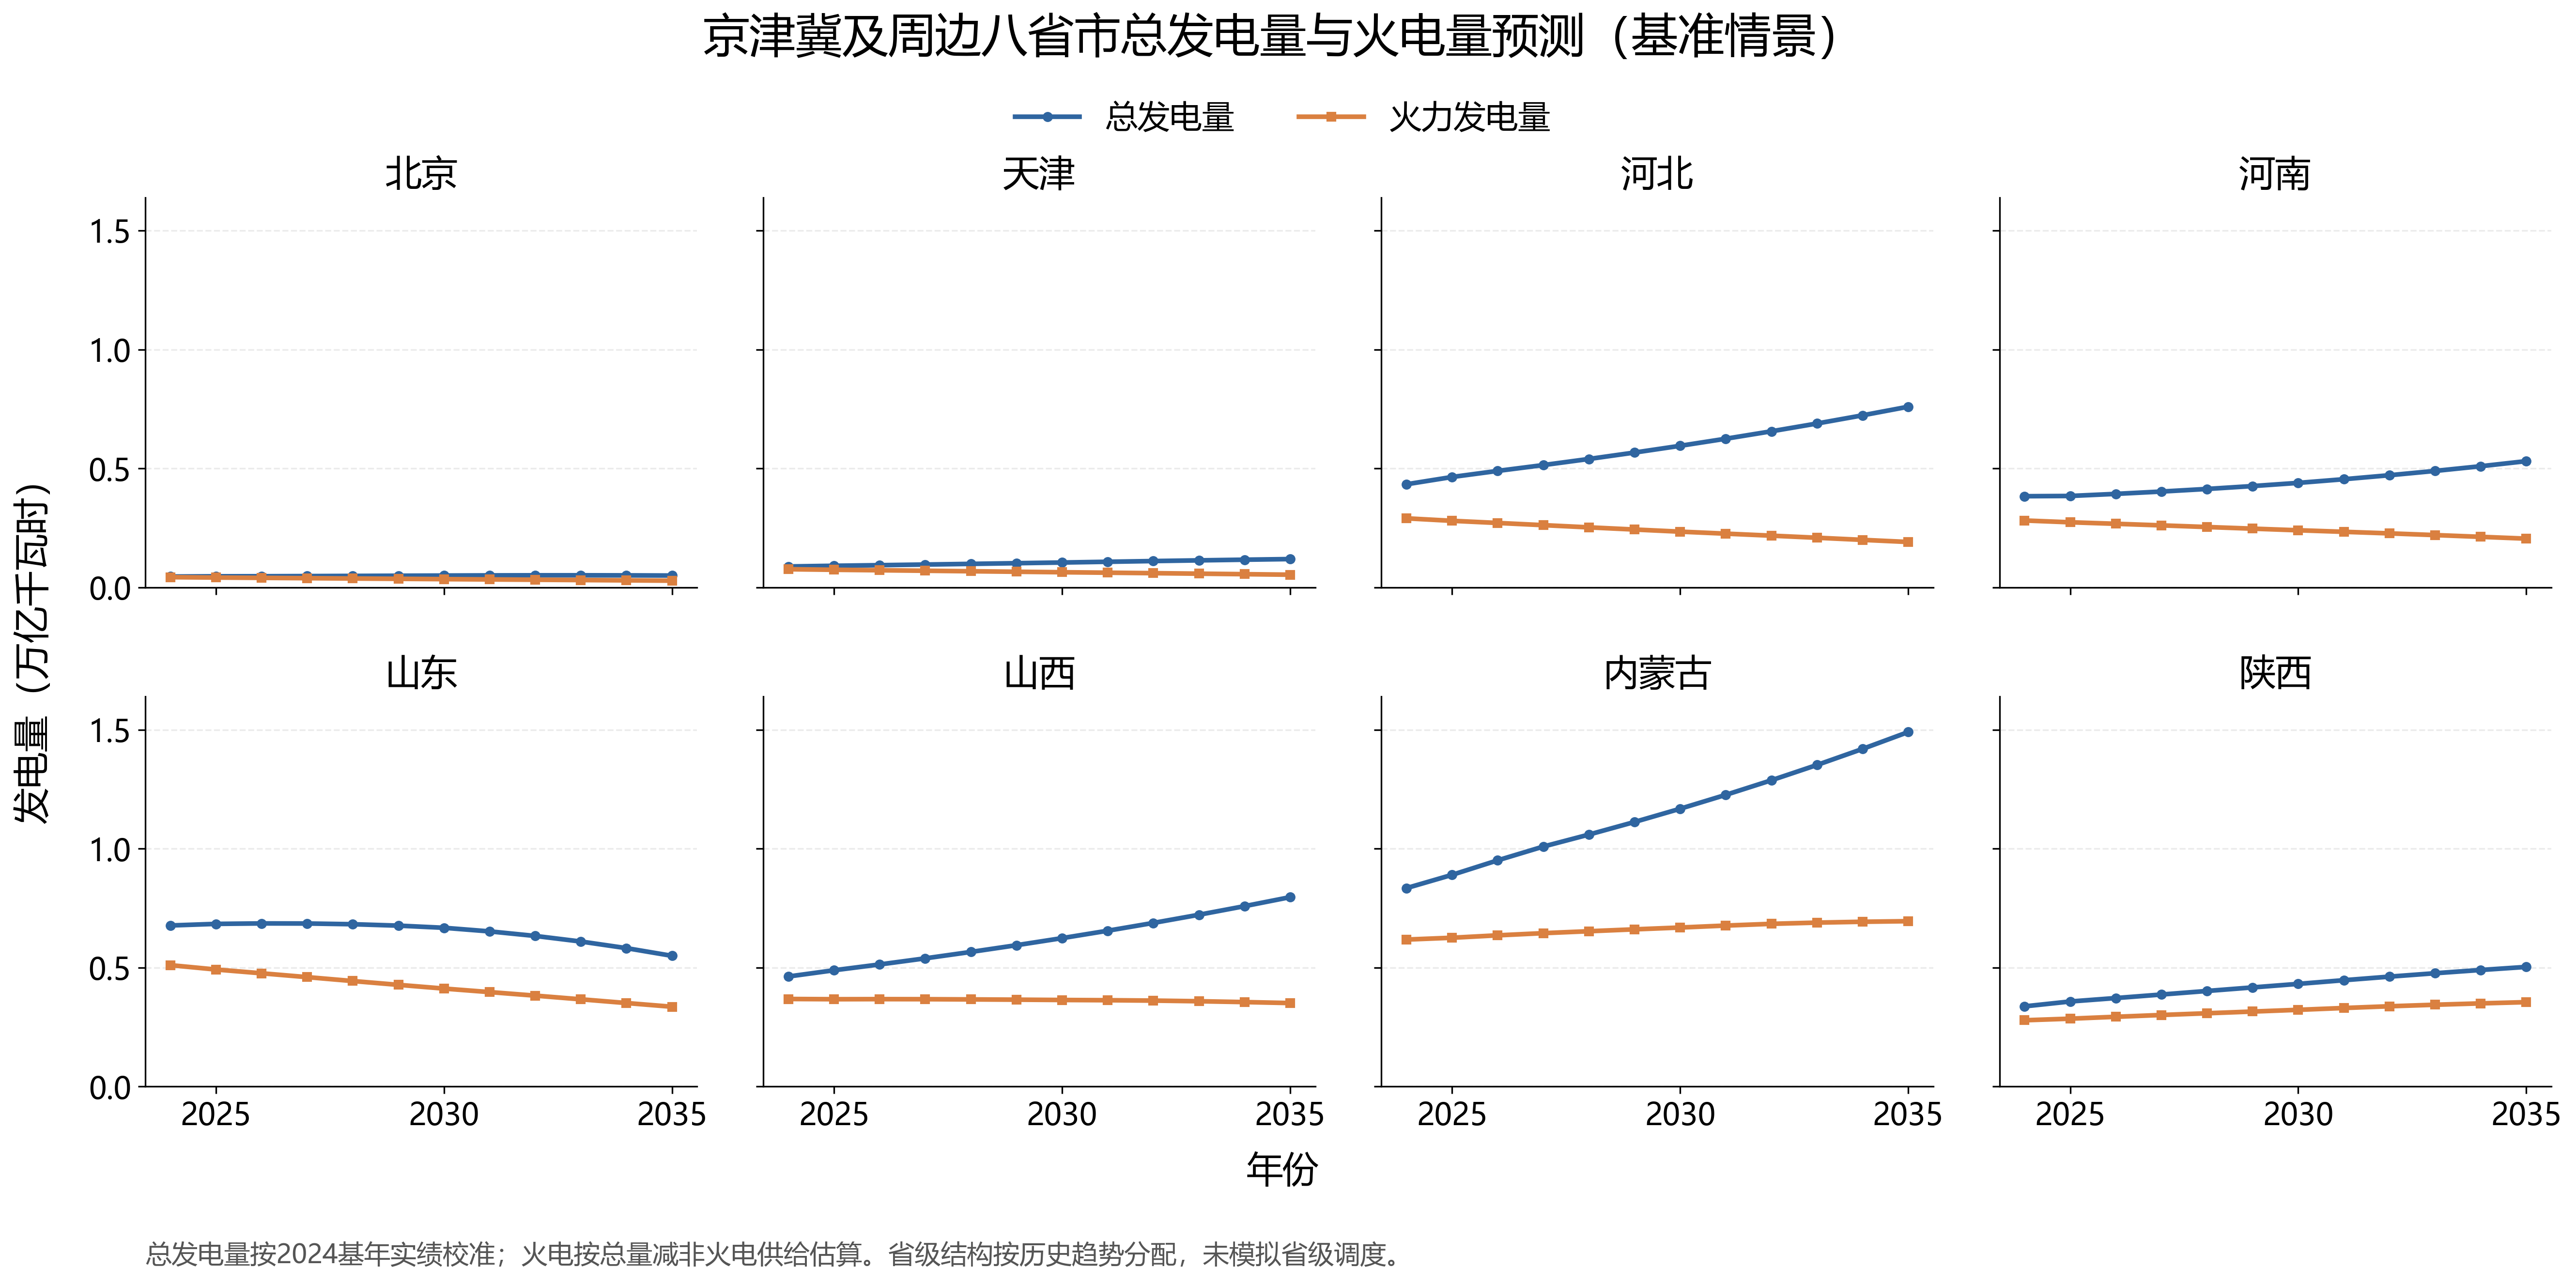 京津冀及周边八省市总发电量与火电量预测（基准情景）
总发电量 火力发电量
北京 天津 河北 河南
1.5
1.0
0.5
0.0
发电量（万亿千瓦时）
山东 山西 内蒙古 陕西
1.5
1.0
0.5
0.0
2025 2030 2035 2025 2030 2035 2025 2030 2035 2025 2030 2035
年份
总发电量按2024基年实绩校准；火电按总量减非火电供给估算。省级结构按历史趋势分配，未模拟省级调度。